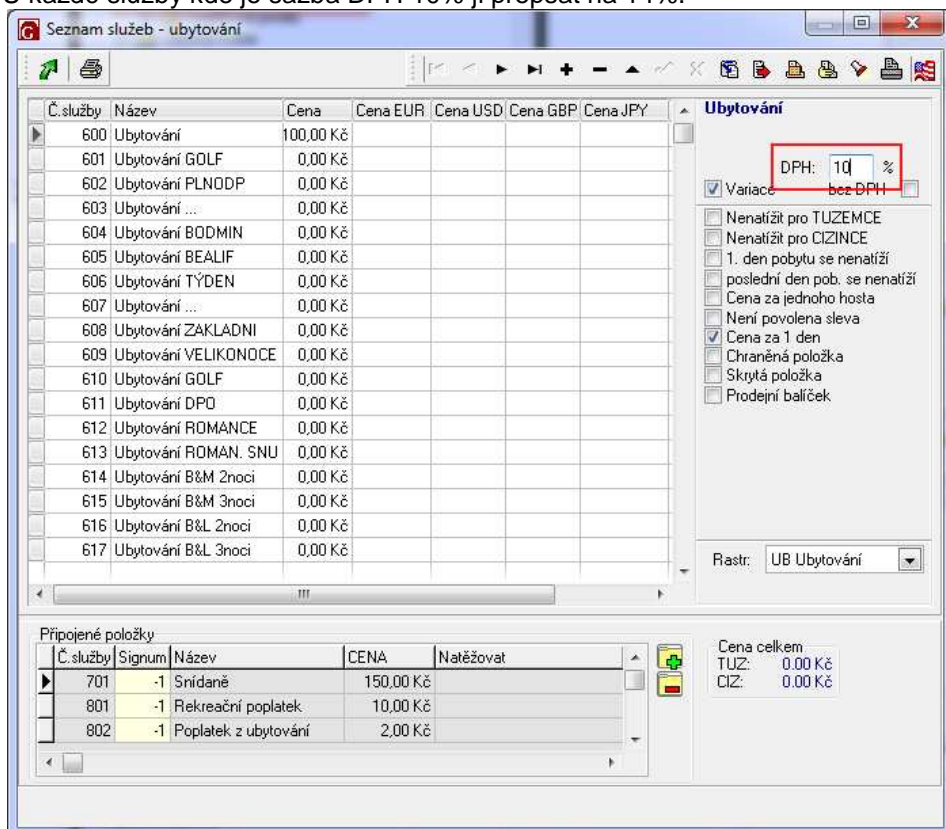 U každé služby kde je sazba DPH 10% ji přepsat na 14%.
Seznam služeb - ubytování
Č.služby Název Cena Cena EUR Cena USD Cena GBP Cena JPY
600 Ubytování 100,00 Kč
601 Ubytování GOLF 0,00 Kč
602 Ubytování PLNODP 0,00 Kč
603 Ubytování ... 0,00 Kč
604 Ubytování BODMIN 0,00 Kč
605 Ubytování BEALIF 0,00 Kč
606 Ubytování TÝDEN 0,00 Kč
607 Ubytování ... 0,00 Kč
608 Ubytování ZAKLADNI 0,00 Kč
609 Ubytování VELIKONOCE 0,00 Kč
610 Ubytování GOLF 0,00 Kč
611 Ubytování DPO 0,00 Kč
612 Ubytování ROMANCE 0,00 Kč
613 Ubytování ROMAN. SNU 0,00 Kč
614 Ubytování B&M 2noci 0,00 Kč
615 Ubytování B&M 3noci 0,00 Kč
616 Ubytování B&L 2noci 0,00 Kč
617 Ubytování B&L 3noci 0,00 Kč
Ubytování
DPH: 10 %
Variace bez DPH
Nenatížit pro TUZEMCE
Nenatížit pro CIZINCE
1. den pobytu se nenatíží
poslední den pob. se nenatíží
Cena za jednoho hosta
Není povolena sleva
Cena za 1 den
Chraněná položka
Skrytá položka
Prodejní balíček
Rastr: UB Ubytování
Připojené položky
Č.služby Signum Název CENA Natěžovat
701 -1 Snídaně 150,00 Kč
801 -1 Rekreační poplatek 10,00 Kč
802 -1 Poplatek z ubytování 2,00 Kč
Cena celkem
TUZ: 0.00 Kč
CIZ: 0.00 Kč